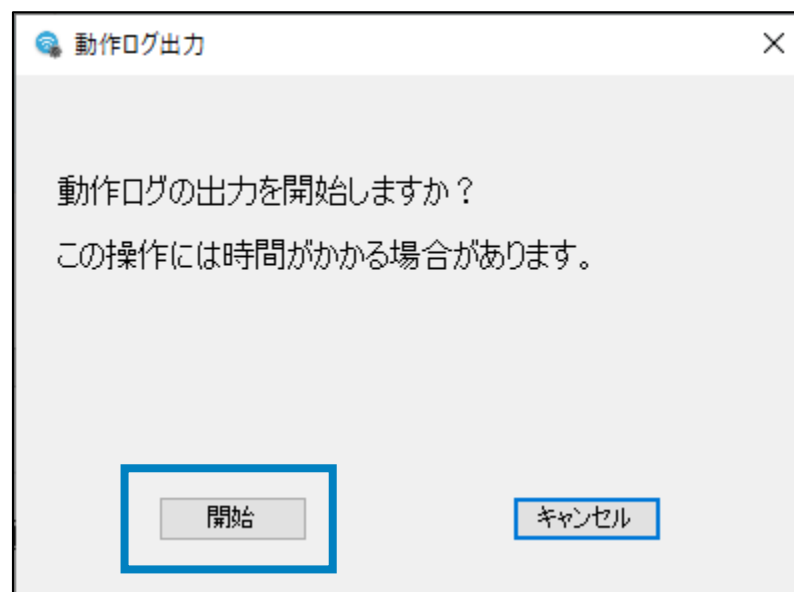 動作ログ出力
動作ログの出力を開始しますか？
この操作には時間がかかる場合があります。
開始
キャンセル